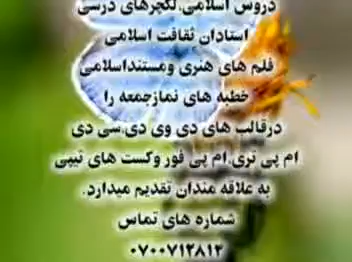 دروس اسلامی.لکچرهای درسی
استادان ثقافت اسلامی
فلم های هنری ومستنداسلامی
خطبه های نمازجمعه را
درقالب های دی وی دی.سی دی
ام پی تری.ام پی فور وکست های تیپی
به علاقه مندان تقدیم میدارد.
شماره های تماس
۰۷۰۰۷۱۲۸۱۲